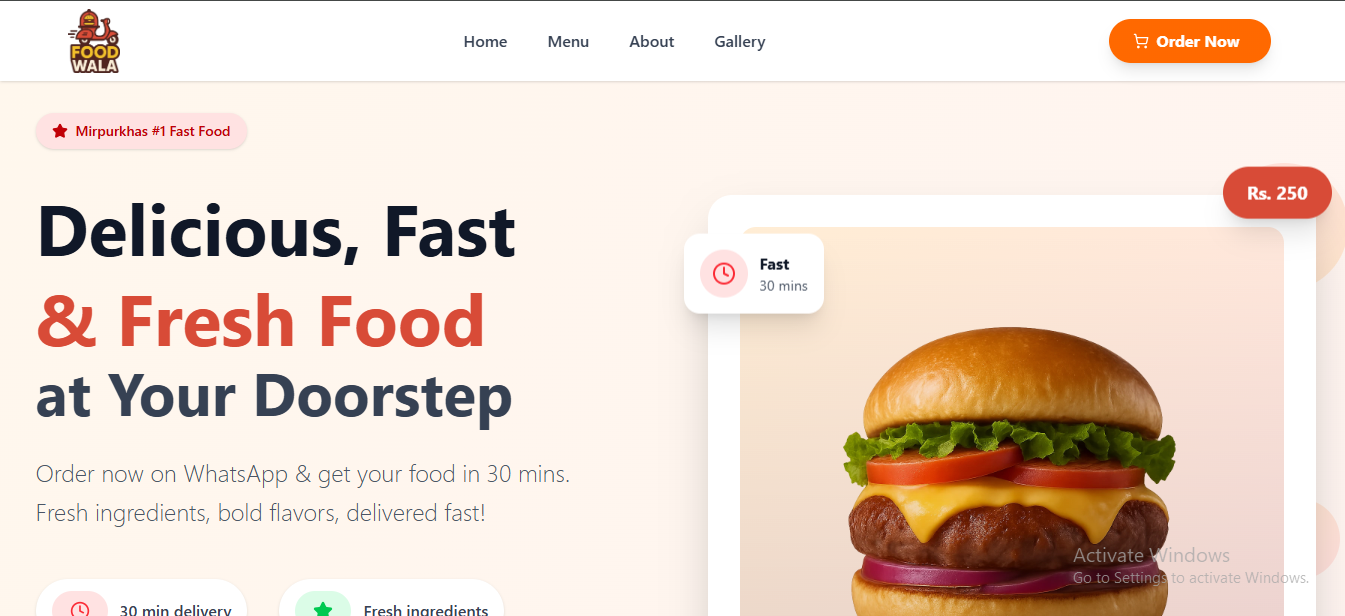 FOOD
WALA
Home
Menu
About
Gallery
Order Now
Mirpurkhas #1 Fast Food
Delicious, Fast
& Fresh Food
at Your Doorstep
Order now on WhatsApp & get your food in 30 mins.
Fresh ingredients, bold flavors, delivered fast!
30 min delivery
Fresh ingredients
Rs. 250
Fast
30 mins
Activate Windows
Go to Settings to activate Windows.